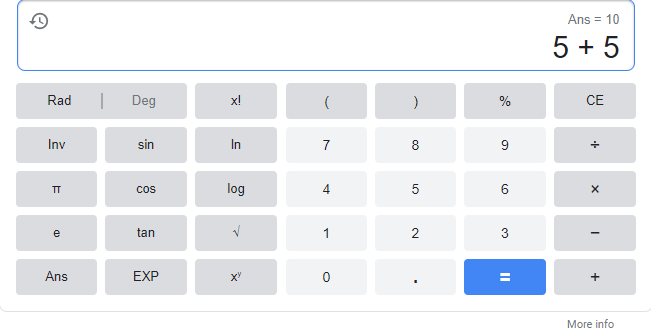 Ans = 10
5 + 5
Rad | Deg x! ( ) % CE
Inv sin ln 7 8 9 ÷
π cos log 4 5 6 ×
e tan √ 1 2 3 −
Ans EXP xʸ 0 . = +
More info